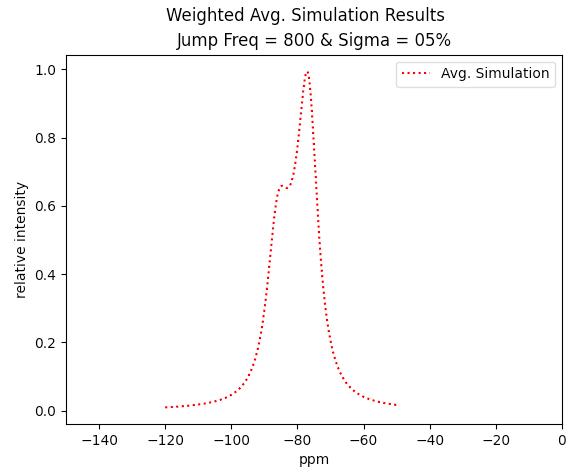 Weighted Avg. Simulation Results
Jump Freq = 800 & Sigma = 05%
Avg. Simulation
relative intensity
1.0
0.8
0.6
0.4
0.2
0.0
−140 −120 −100 −80 −60 −40 −20 0
ppm